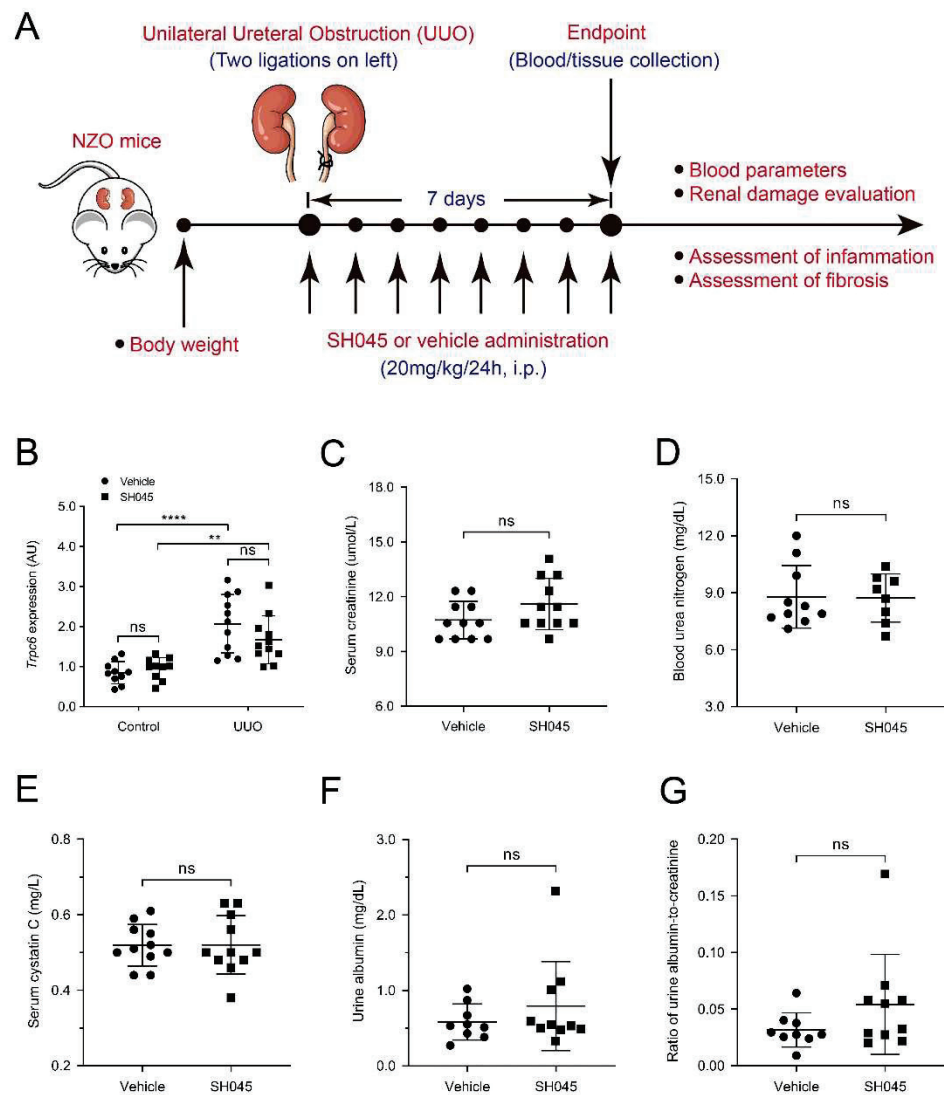 A
Unilateral Ureteral Obstruction (UUO)
(Two ligations on left)
Endpoint
(Blood/tissue collection)
NZO mice
7 days
Blood parameters
Renal damage evaluation
Assessment of infammation
Assessment of fibrosis
Body weight
SH045 or vehicle administration
(20mg/kg/24h, i.p.)
B
Vehicle
SH045
Trpc6 expression (AU)
5.0
4.0
3.0
2.0
1.0
0.0
****
**
ns
ns
Control
UUO
C
Serum creatinine (umol/L)
18.0
15.0
12.0
9.0
6.0
ns
Vehicle
SH045
D
Blood urea nitrogen (mg/dL)
15.0
12.0
9.0
6.0
3.0
ns
Vehicle
SH045
E
Serum cystatin C (mg/L)
0.8
0.6
0.4
0.2
ns
Vehicle
SH045
F
Urine albumin (mg/dL)
3.0
2.0
1.0
0.0
ns
Vehicle
SH045
G
Ratio of urine albumin-to-creatinine
0.20
0.15
0.10
0.05
0.00
ns
Vehicle
SH045